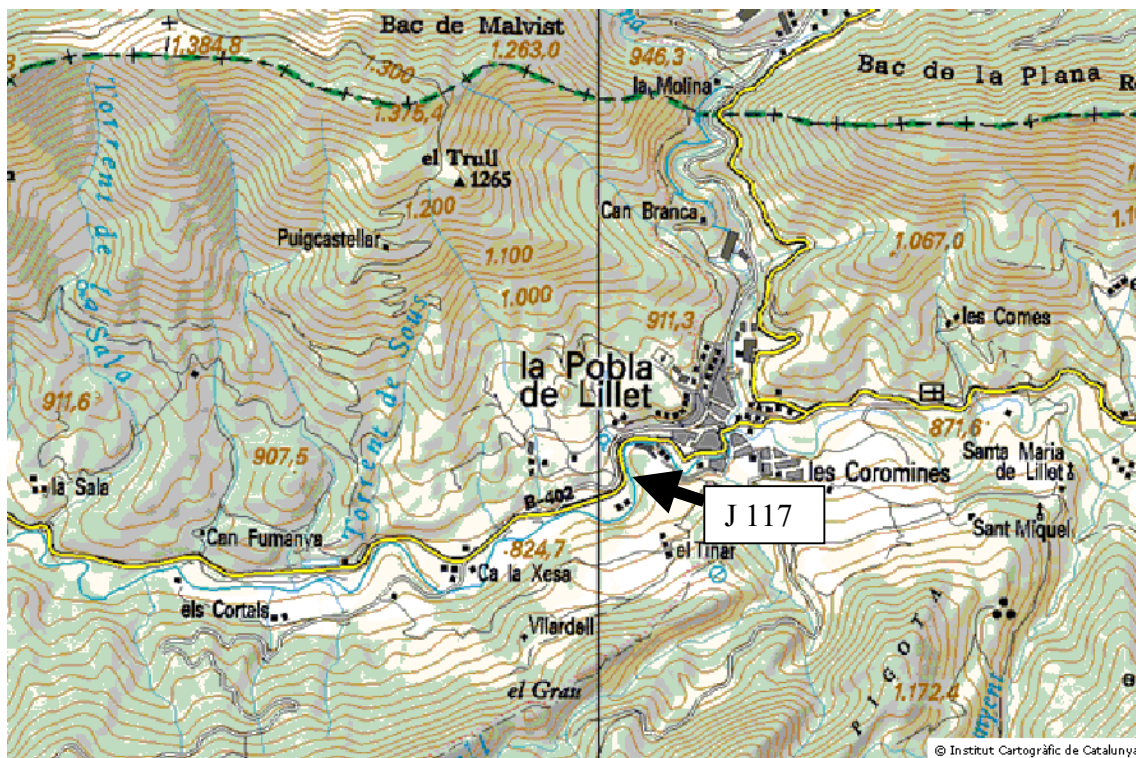 Bac de Malvist
1.384,8
1.263,0
1.300
946,3
la Molina
Bac de la Plana
1.375,4
el Trull
1265
1.200
Can Branca
Puigcastellar
1.067,0
1.100
1.000
Torrent de la Sala
Torrent de Sous
911,3
les Comes
la Pobla
de Lillet
911,6
907,5
871,6
Santa Maria
de Lillet
les Coromines
la Sala
B-402
J 117
Sant Miquel
Can Fumanya
824,7
el Tinar
Ca la Xesa
els Cortals
Vilardell
el Grau
PIGOTA
1.172,4
© Institut Cartogràfic de Catalunya